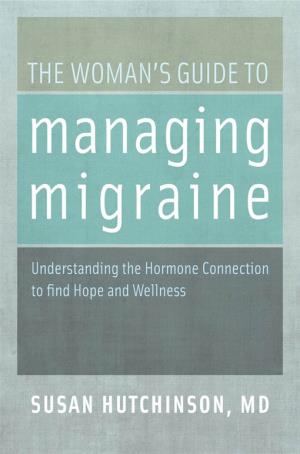 THE WOMAN'S GUIDE TO
managing
migraine
Understanding the Hormone Connection
to find Hope and Wellness
SUSAN HUTCHINSON, MD